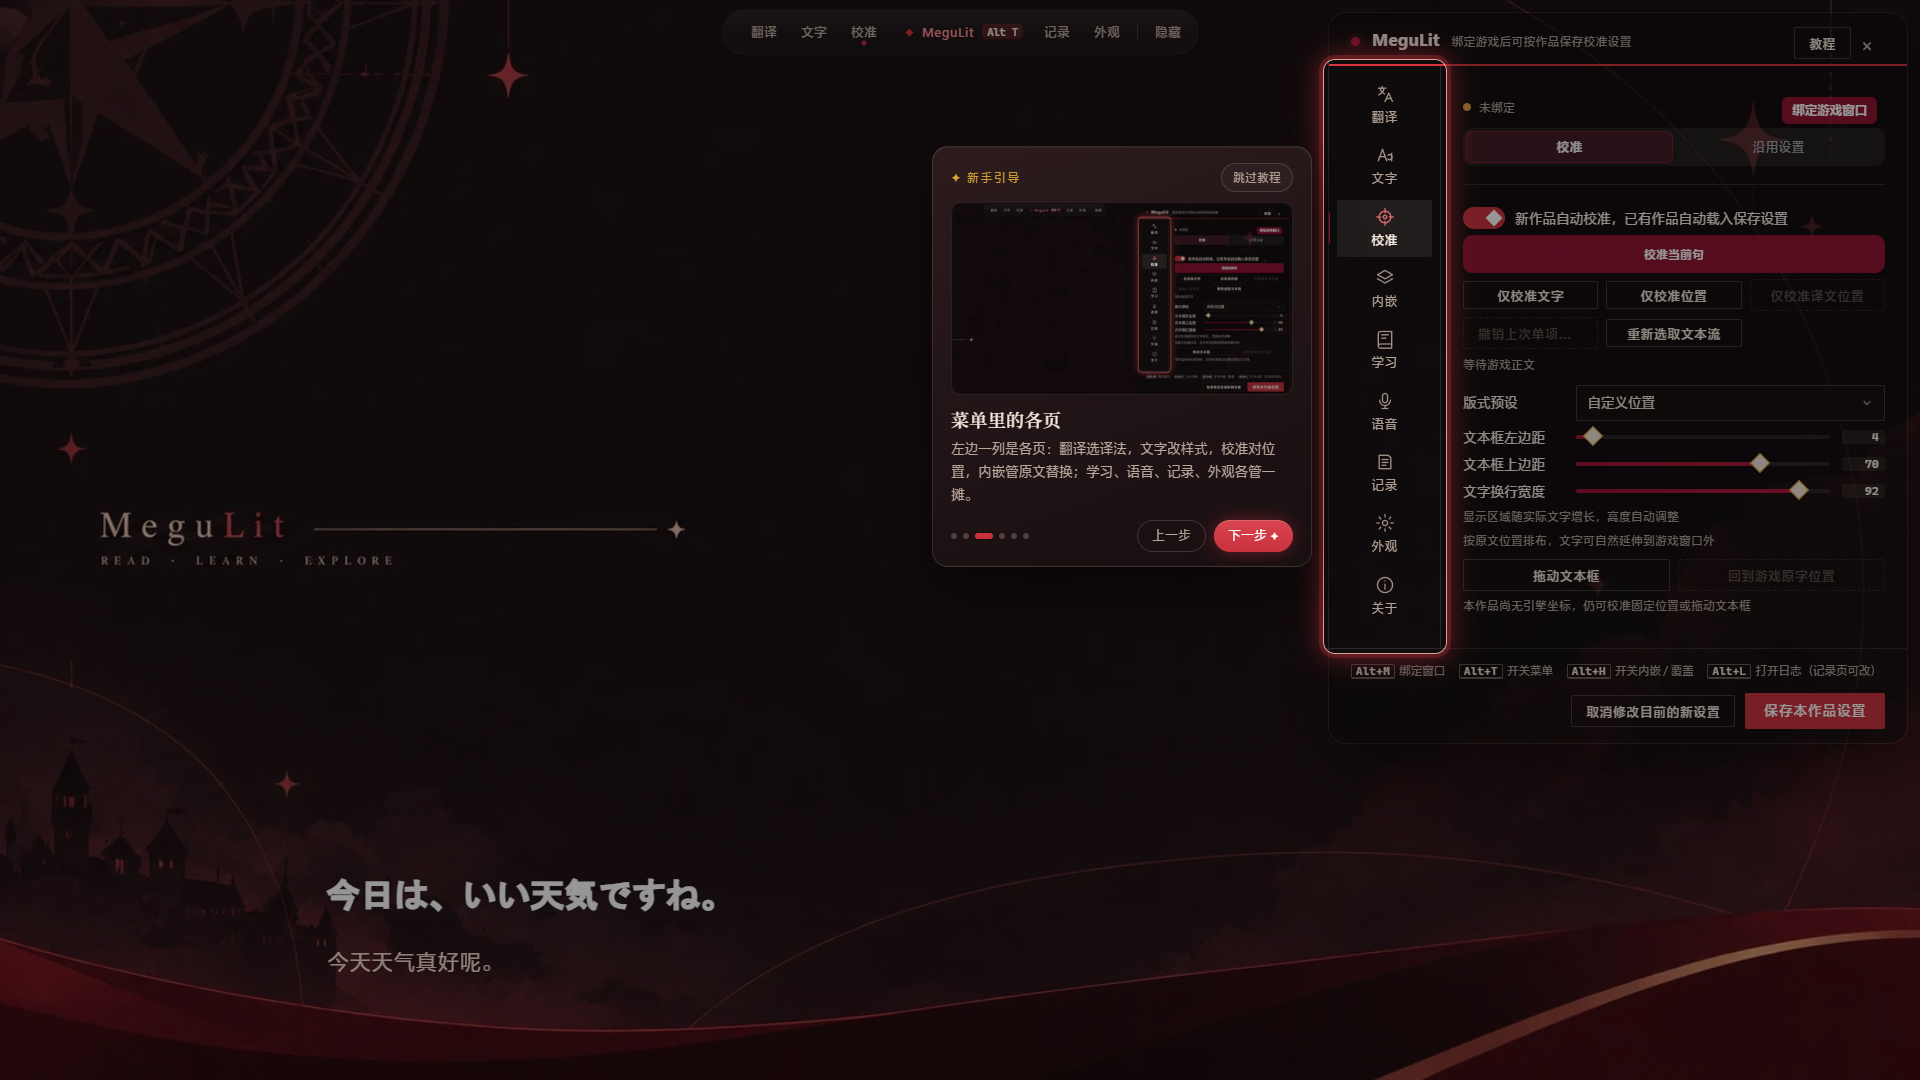 翻译 文字 校准 MeguLit Alt T 记录 外观 隐藏
MeguLit 绑定游戏后可按作品保存校准设置 教程 ×
翻译
文字
校准
内嵌
学习
语音
记录
外观
关于
未绑定 绑定游戏窗口
校准 沿用设置
新作品自动校准，已有作品自动载入保存设置
校准当前句
仅校准文字 仅校准位置 仅校准译文位置
撤销上次单项... 重新选取文本流
等待游戏正文
版式预设 自定义位置
文本框左边距 4
文本框上边距 70
文字换行宽度 92
显示区域随实际文字增长，高度自动调整
按原文位置排布，文字可自然延伸到游戏窗口外
拖动文本框 回到游戏原字位置
本作品尚无引擎坐标，仍可校准固定位置或拖动文本框
Alt+M 绑定窗口 Alt+T 开关菜单 Alt+H 开关内嵌/覆盖 Alt+L 打开日志（记录页可改）
取消修改目前的新设置 保存本作品设置
新手引导 跳过教程
菜单里的各页
左边一列是各页：翻译选译法，文字改样式，校准对位
置，内嵌管原文替换；学习、语音、记录、外观各管一
摊。
上一步 下一步
MeguLit
READ · LEARN · EXPLORE
今日は、いい天気ですね。
今天天气真好呢。